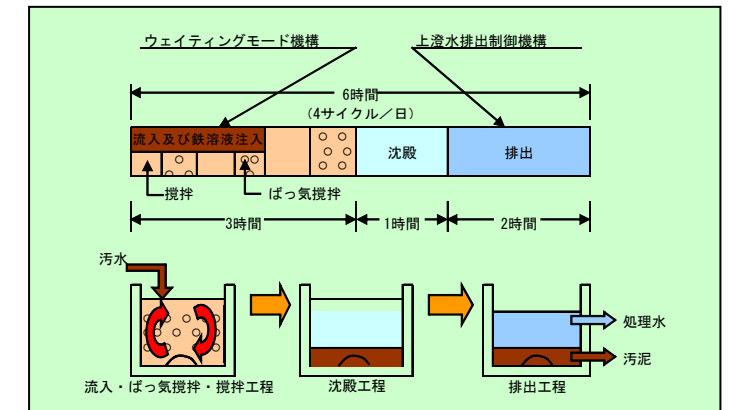 ウェイティングモード機構
上澄水排出制御機構
6時間
(4サイクル/日)
流入及び鉄溶液注入
沈殿
排出
攪拌
ばっ気攪拌
3時間
1時間
2時間
汚水
処理水
汚泥
流入・ばっ気攪拌・攪拌工程
沈殿工程
排出工程